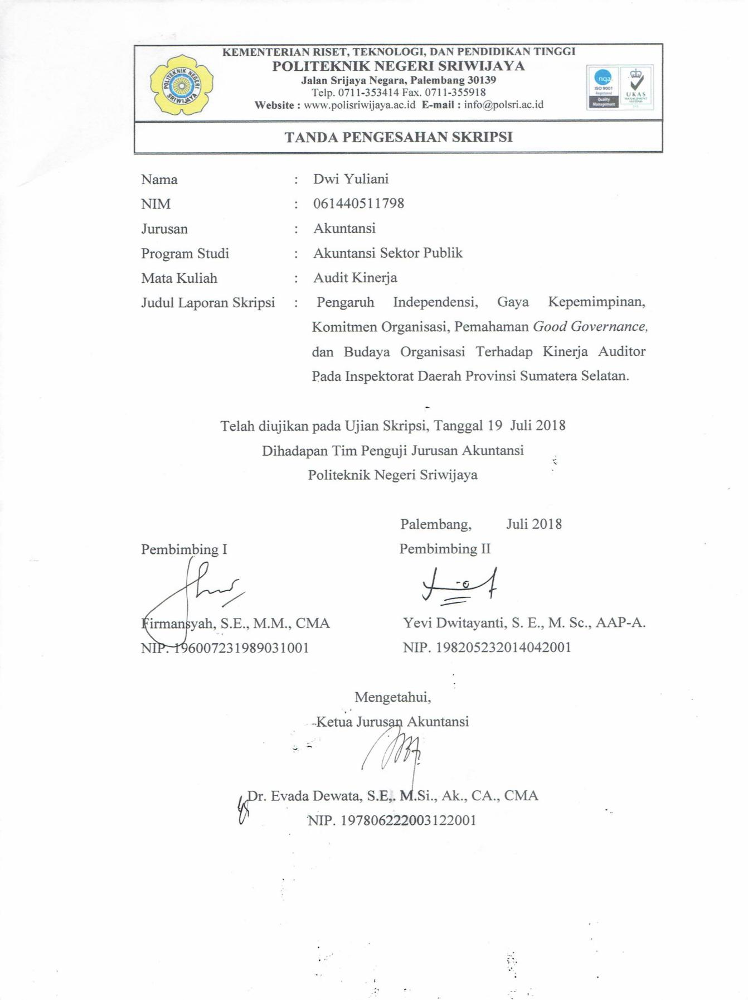 KEMENTERIAN RISET, TEKNOLOGI, DAN PENDIDIKAN TINGGI
POLITEKNIK NEGERI SRIWIJAYA
Jalan Srijaya Negara, Palembang 30139
Telp. 0711-353414 Fax. 0711-355918
Website : www.polisriwijaya.ac.id E-mail : info@polsri.ac.id
POLITEKNIK NEGERI
SRIWIJAYA
nqa.
ISO 9001
Registered
Quality
Management
UKAS
MANAGEMENT
SYSTEMS
TANDA PENGESAHAN SKRIPSI
Nama : Dwi Yuliani
NIM : 061440511798
Jurusan : Akuntansi
Program Studi : Akuntansi Sektor Publik
Mata Kuliah : Audit Kinerja
Judul Laporan Skripsi : Pengaruh Independensi, Gaya Kepemimpinan,
Komitmen Organisasi, Pemahaman Good Governance,
dan Budaya Organisasi Terhadap Kinerja Auditor
Pada Inspektorat Daerah Provinsi Sumatera Selatan.
Telah diujikan pada Ujian Skripsi, Tanggal 19 Juli 2018
Dihadapan Tim Penguji Jurusan Akuntansi
Politeknik Negeri Sriwijaya
Palembang, Juli 2018
Pembimbing I Pembimbing II
Firmansyah, S.E., M.M., CMA Yevi Dwitayanti, S. E., M. Sc., AAP-A.
NIP. 196007231989031001 NIP. 198205232014042001
Mengetahui,
Ketua Jurusan Akuntansi
Dr. Evada Dewata, S.E,. M.Si., Ak., CA., CMA
NIP. 197806222003122001